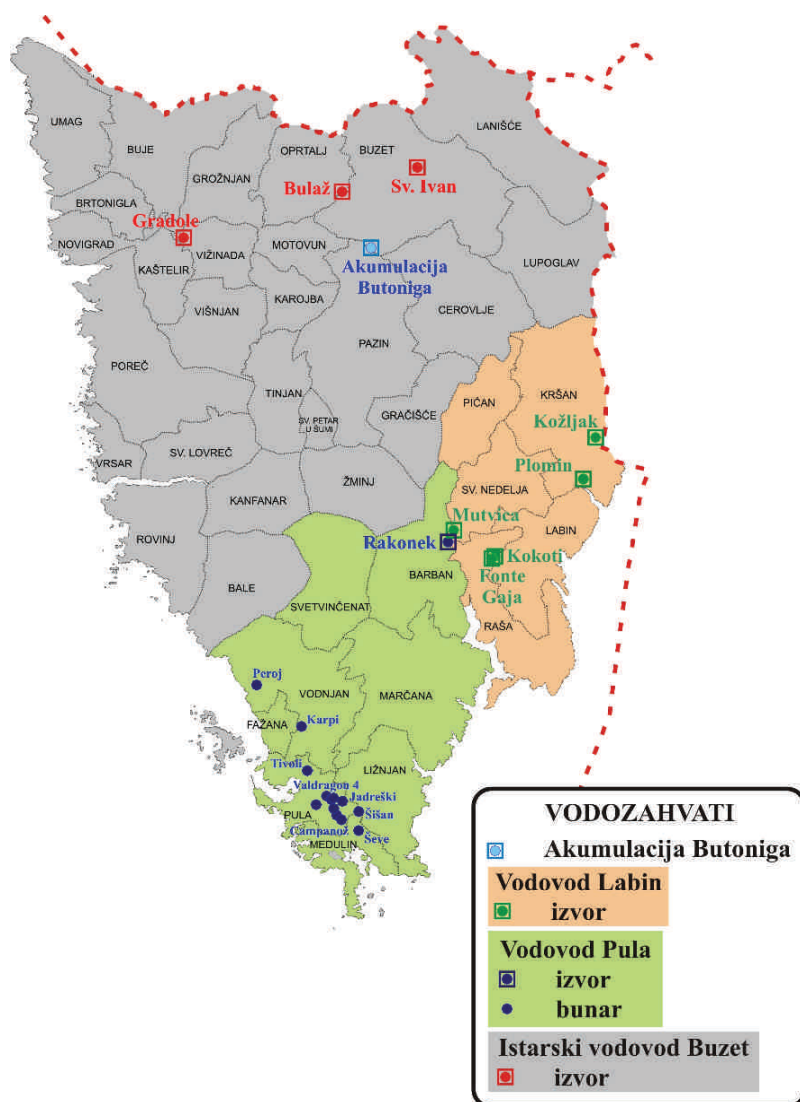 LANIŠĆE
UMAG
BUJE
OPRTALJ
BUZET
GROŽNJAN
Bulaž
Sv. Ivan
BRTONIGLA
Gradole
NOVIGRAD
VIŽINADA
MOTOVUN
KAŠTELIR
Akumulacija
Butoniga
LUPOGLAV
KAROJBA
VIŠNJAN
CEROVLJE
PAZIN
POREČ
TINJAN
PIĆAN
KRŠAN
GRAČIŠĆE
SV. PETAR
U ŠUMI
Kožljak
SV. LOVREČ
VRSAR
Plomin
ŽMINJ
SV. NEDELJA
KANFANAR
Mutvica
LABIN
ROVINJ
Rakonek
Kokoti
BARBAN
Fonte
Gaja
BALE
SVETVINČENAT
RAŠA
Peroj
VODNJAN
MARČANA
FAŽANA
Karpi
Tivoli
LIŽNJAN
Valdragon 4
Jadreški
PULA
Šišan
Campanož
Ševe
MEDULIN
VODOZAHVATI
Akumulacija Butoniga
Vodovod Labin
izvor
Vodovod Pula
izvor
bunar
Istarski vodovod Buzet
izvor